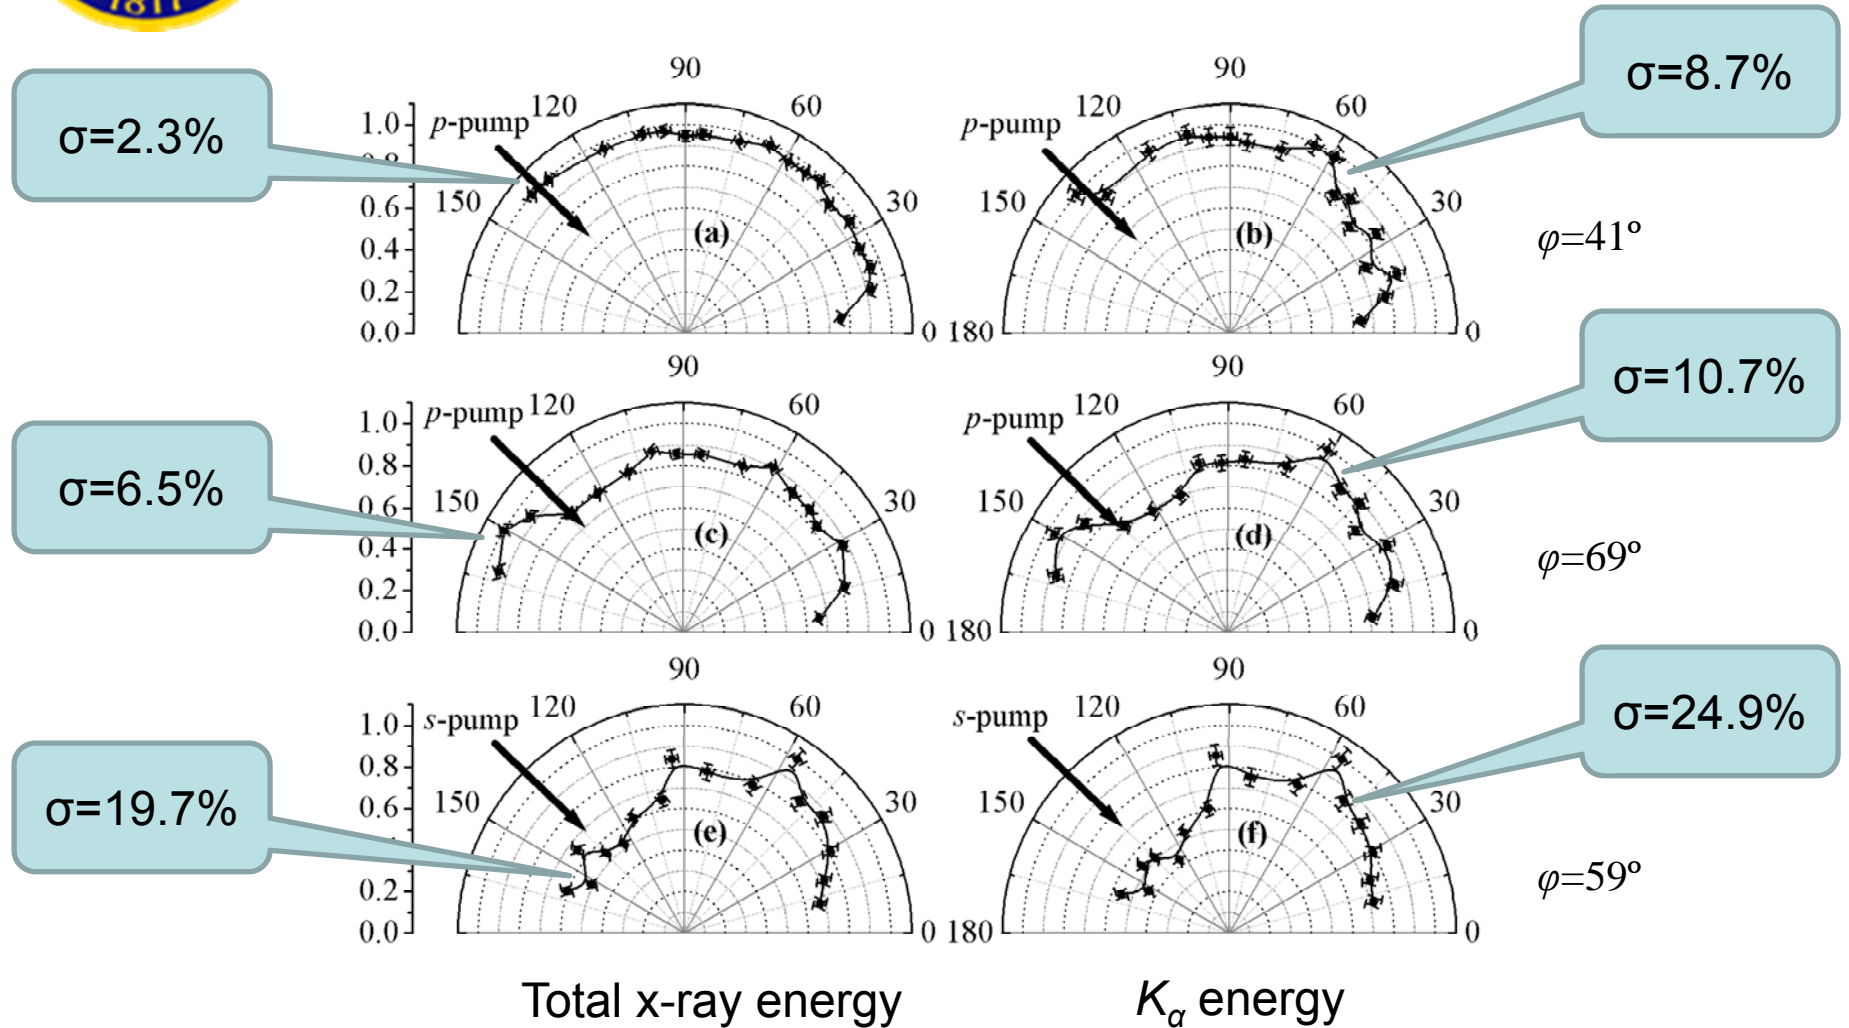 1817
σ=2.3%
σ=8.7%
90
120
60
1.0
0.8
0.6
0.4
0.2
0.0
p-pump
150
30
(a)
0
90
120
60
p-pump
150
30
(b)
180
0
φ=41º
σ=6.5%
σ=10.7%
90
120
60
1.0
0.8
0.6
0.4
0.2
0.0
p-pump
150
30
(c)
0
90
120
60
p-pump
150
30
(d)
180
0
φ=69º
σ=19.7%
σ=24.9%
90
120
60
1.0
0.8
0.6
0.2
0.0
s-pump
150
30
(e)
0
90
120
60
s-pump
150
30
(f)
180
0
φ=59º
Total x-ray energy
Kα energy